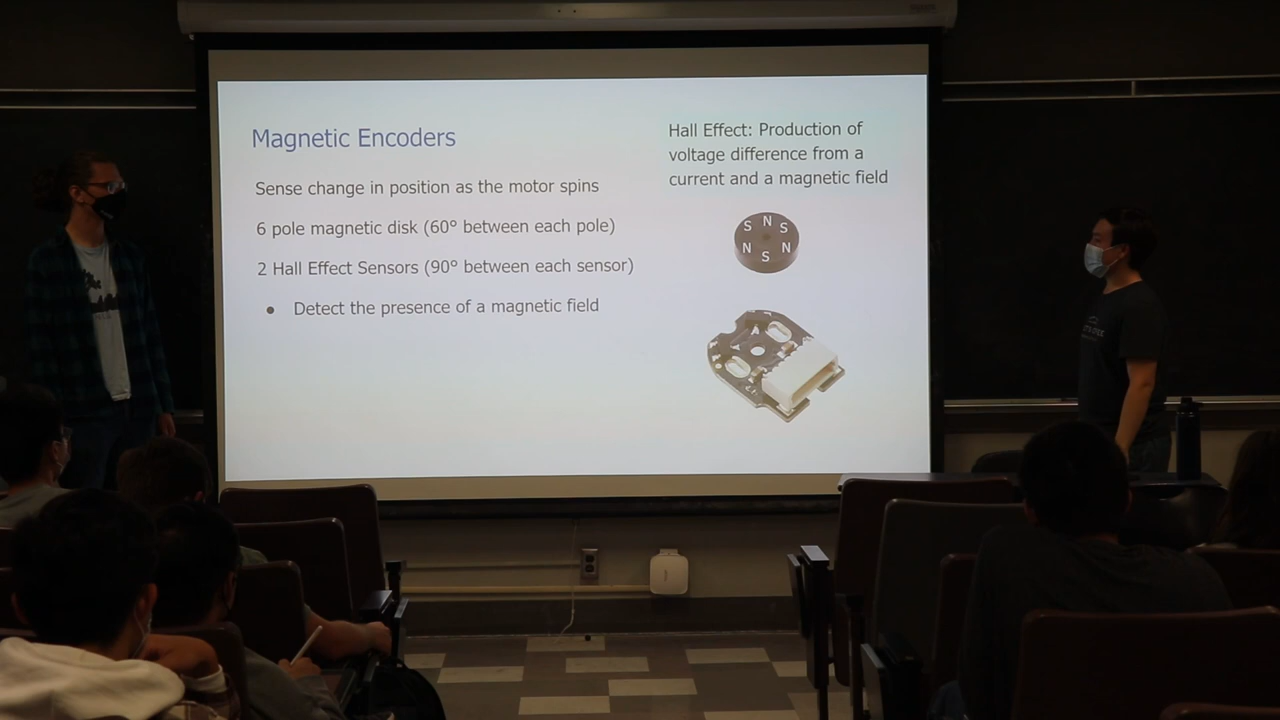 Magnetic Encoders
Sense change in position as the motor spins
6 pole magnetic disk (60° between each pole)
2 Hall Effect Sensors (90° between each sensor)
● Detect the presence of a magnetic field
Hall Effect: Production of
voltage difference from a
current and a magnetic field
S N S
N N
S